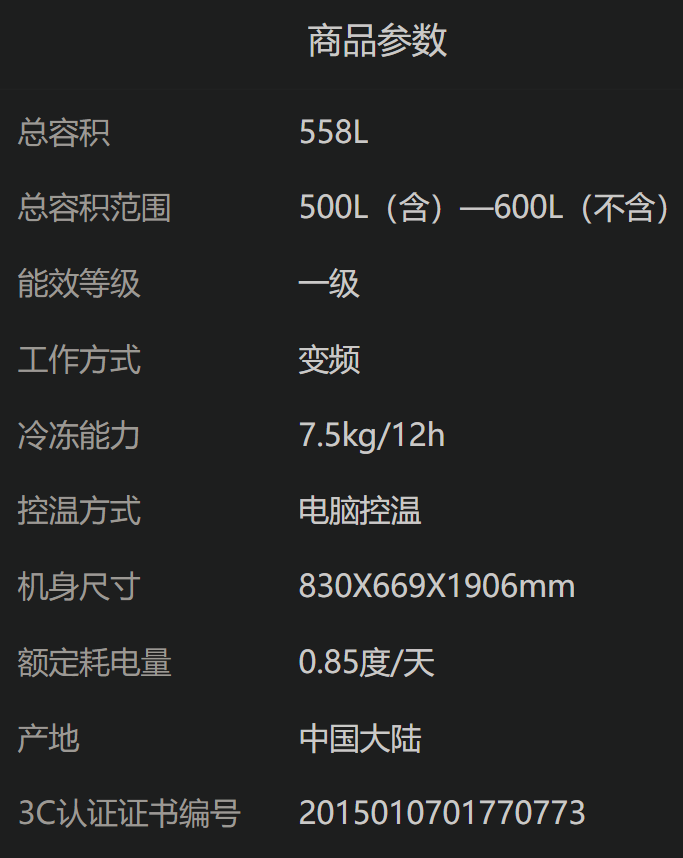 商品参数
总容积 558L
总容积范围 500L（含）—600L（不含）
能效等级 一级
工作方式 变频
冷冻能力 7.5kg/12h
控温方式 电脑控温
机身尺寸 830X669X1906mm
额定耗电量 0.85度/天
产地 中国大陆
3C认证证书编号 2015010701770773